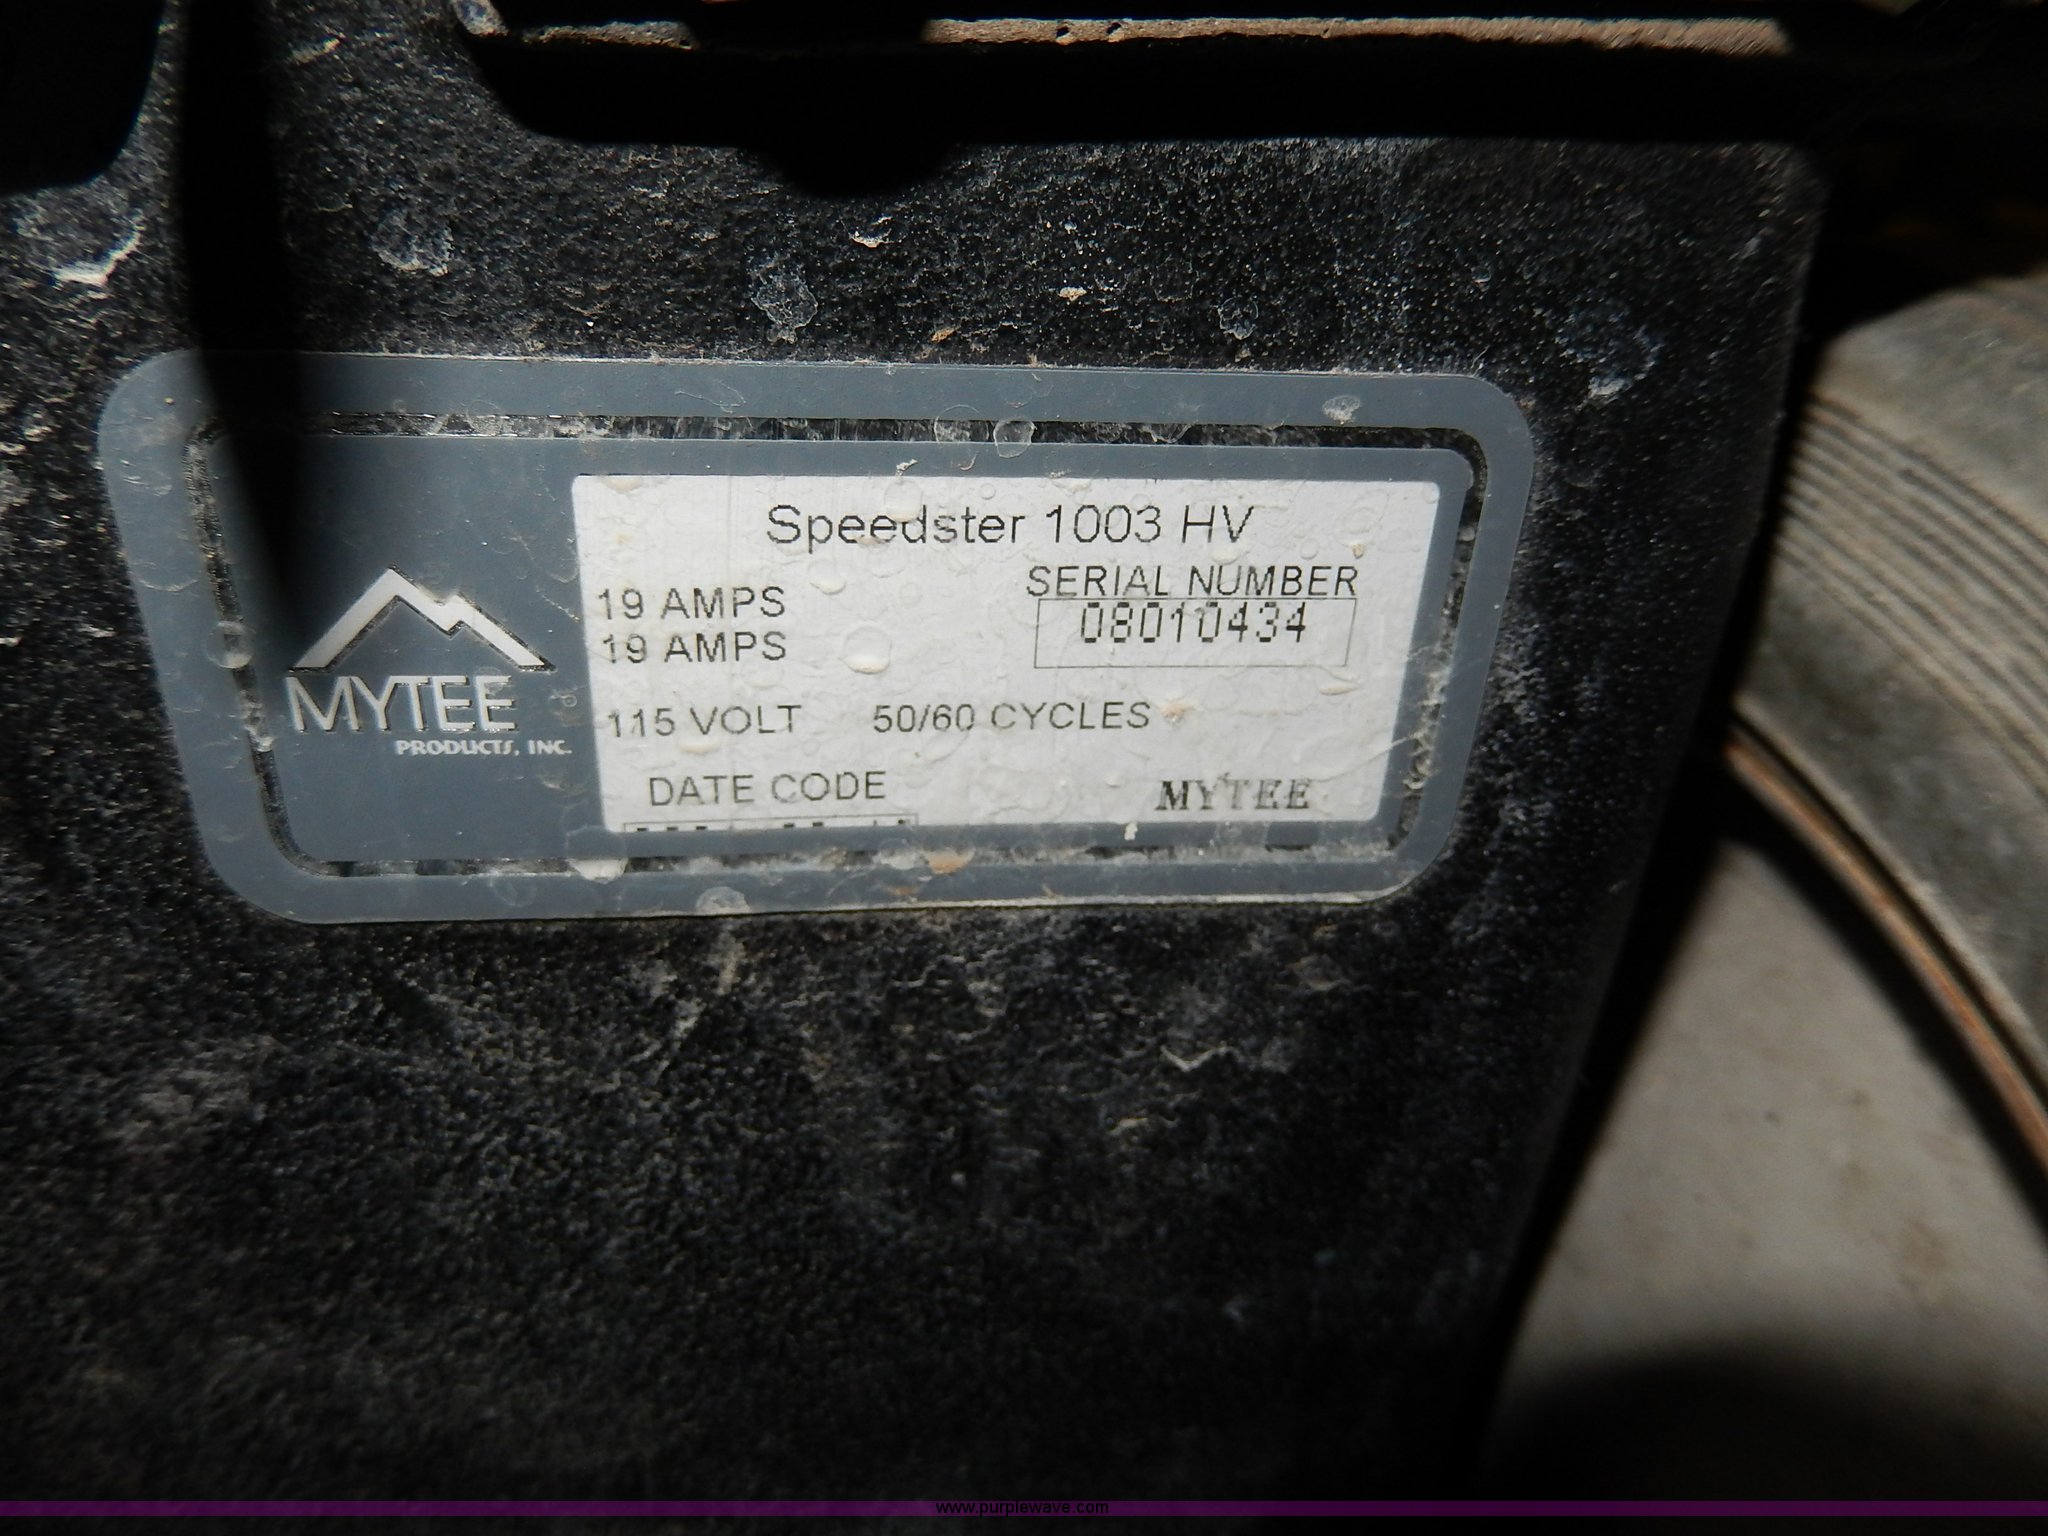 Speedster 1003 HV
19 AMPS
SERIAL NUMBER
19 AMPS
08010434
115 VOLT 50/60 CYCLES
DATE CODE
MYTEE
MYTEE
PRODUCTS, INC.
www.purplewave.com